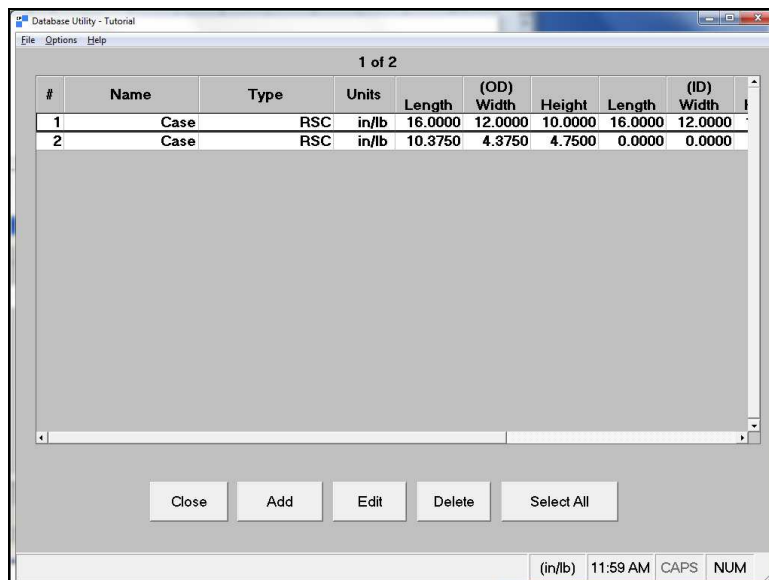 Database Utility - Tutorial
File Options Help
1 of 2
(OD) (ID)
# Name Type Units Length Width Height Length Width
1 Case RSC in/lb 16.0000 12.0000 10.0000 16.0000 12.0000
2 Case RSC in/lb 10.3750 4.3750 4.7500 0.0000 0.0000
Close Add Edit Delete Select All
(in/lb) 11:59 AM CAPS NUM